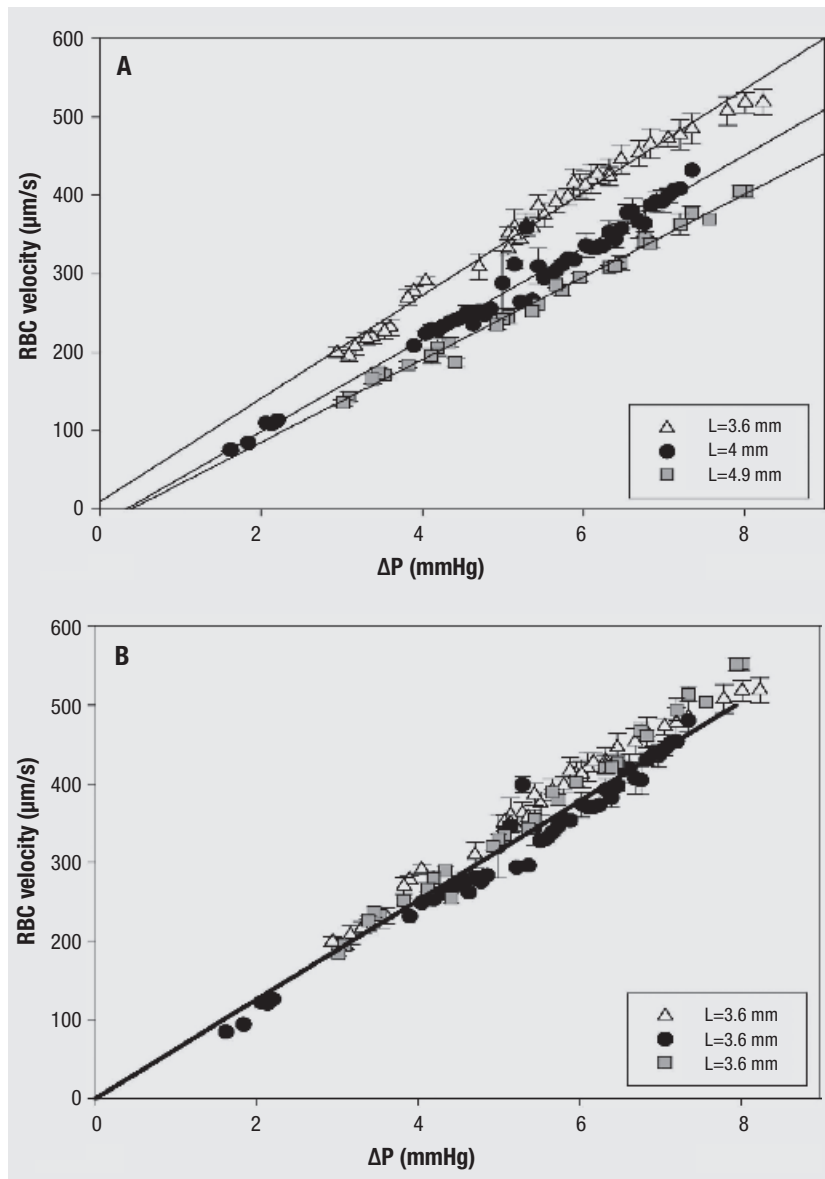 600
A
500
400
300
200
100
0
RBC velocity (µm/s)
L=3.6 mm
L=4 mm
L=4.9 mm
0 2 4 6 8
ΔP (mmHg)
600
B
500
400
300
200
100
0
RBC velocity (µm/s)
L=3.6 mm
L=3.6 mm
L=3.6 mm
0 2 4 6 8
ΔP (mmHg)